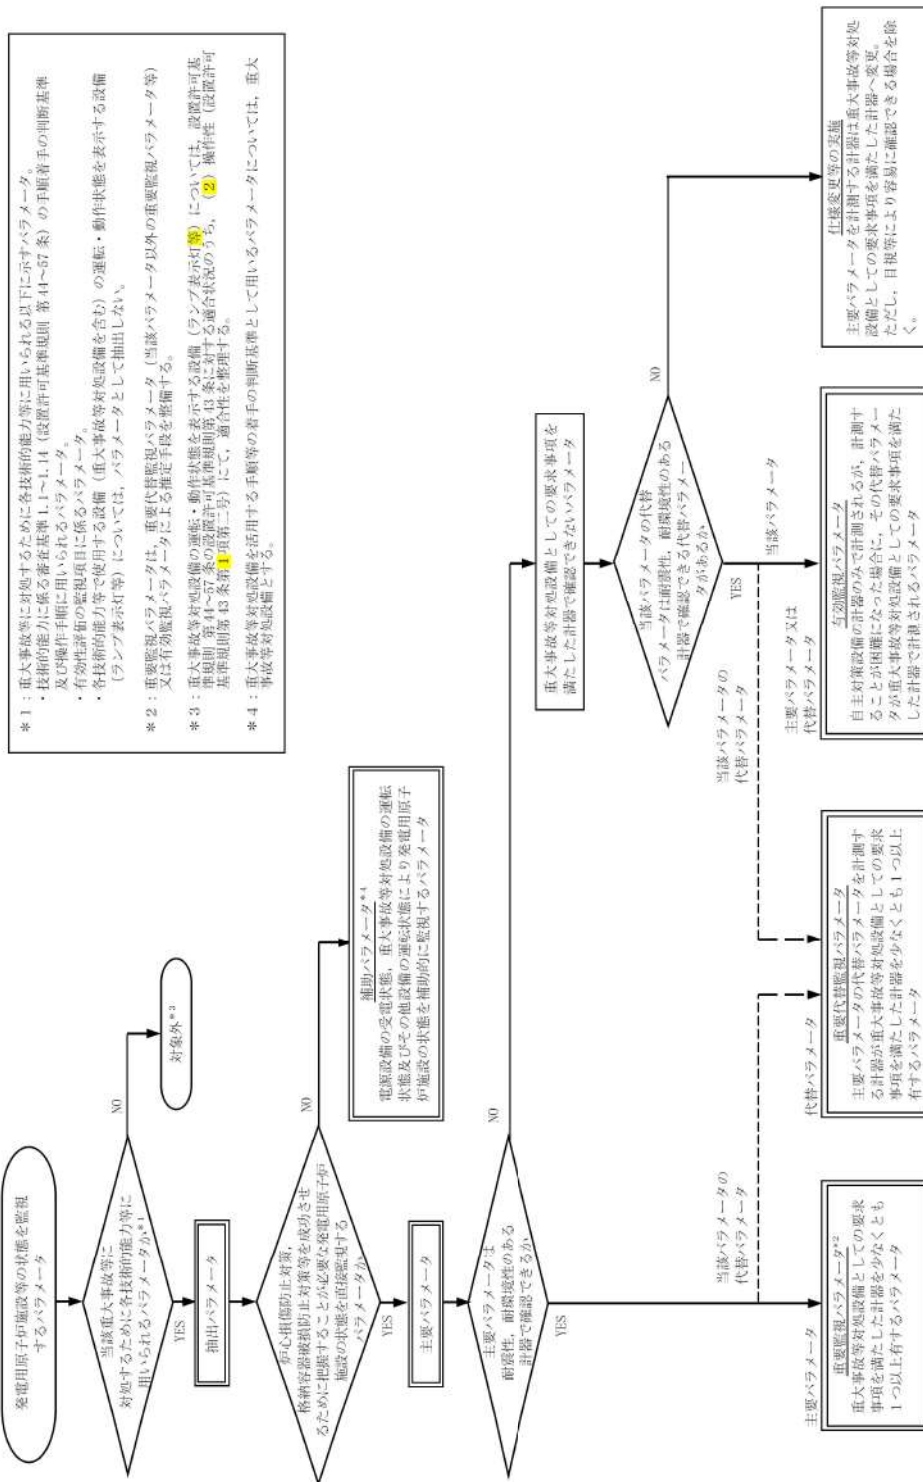 発電用原子炉施設等の状態を監視
するパラメータ
当該重大事故等に
対処するために各技術的能力等に
用いられるパラメータか*1
NO
対象外*3
YES
抽出パラメータ
炉心損傷防止対策,
格納容器破損防止対策等を成功させ
るために把握することが必要な発電用原子炉
施設の状態を直接監視する
パラメータか
NO
補助パラメータ*4
電源設備の受電状態,重大事故等対処設備の運転
状態及びその他設備の運転状態により発電用原子
炉施設の状態を補助的に監視するパラメータ
YES
主要パラメータ
主要パラメータは
耐震性,耐環境性のある
計器で確認できるか
NO
YES
重大事故等対処設備としての要求事項を
満たした計器で確認できないパラメータ
当該パラメータの代替
パラメータは耐震性,耐環境性のある
計器で確認できる代替パラメー
タがあるか
NO
YES
当該パラメータの
代替パラメータ
当該パラメータの
代替パラメータ
当該パラメータ
主要パラメータ
代替パラメータ
主要パラメータ又は
代替パラメータ
重要監視パラメータ*2
重大事故等対処設備としての要求
事項を満たした計器を少なくとも
1つ以上有するパラメータ
重要代替監視パラメータ
主要パラメータの代替パラメータを計測す
る計器が重大事故等対処設備としての要求
事項を満たした計器を少なくとも1つ以上
有するパラメータ
有効監視パラメータ
自主対策設備の計器のみで計測されるが,計測す
ることが困難になった場合に,その代替パラメー
タが重大事故等対処設備としての要求事項を満た
した計器で計測されるパラメータ
仕様変更等の実施
主要パラメータを計測する計器は重大事故等対処
設備としての要求事項を満たした計器へ変更。
ただし,目視等により容易に確認できる場合を除
く。
*1:重大事故等に対処するために各技術的能力等に用いられる以下に示すパラメータ。
・技術的能力に係る審査基準1.1~1.14(設置許可基準規則 第44~57条)の手順着手の判断基準
及び操作手順に用いられるパラメータ。
・有効性評価の監視項目に係るパラメータ。
・各技術的能力等で使用する設備(重大事故等対処設備を含む)の運転・動作状態を表示する設備
(ランプ表示灯等)については,パラメータとして抽出しない。
*2:重要監視パラメータは,重要代替監視パラメータ(当該パラメータ以外の重要監視パラメータ等)
又は有効監視パラメータによる推定手段を整備する。
*3:重大事故等対処設備の運転・動作状態を表示する設備(ランプ表示灯等)については,設置許可基
準規則 第44~57条の設置許可基準規則第43条に対する適合状況のうち,(2)操作性(設置許可
基準規則第43条第1項第二号)にて,適合性を整理する。
*4:重大事故等対処設備を活用する手順等の着手の判断基準として用いるパラメータについては,重大
事故等対処設備とする。